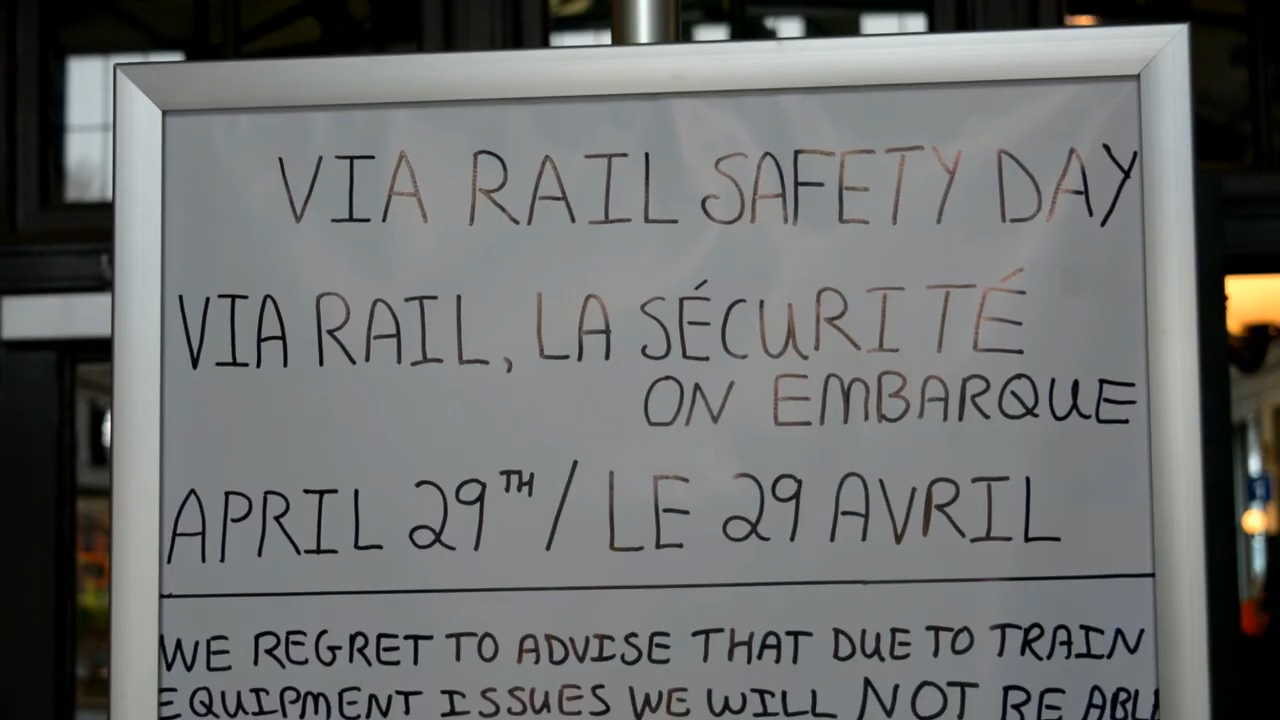 VIA RAIL SAFETY DAY
VIA RAIL, LA SÉCURITÉ
ON EMBARQUE
APRIL 29TH / LE 29 AVRIL
WE REGRET TO ADVISE THAT DUE TO TRAIN
EQUIPMENT ISSUES WE WILL NOT BE